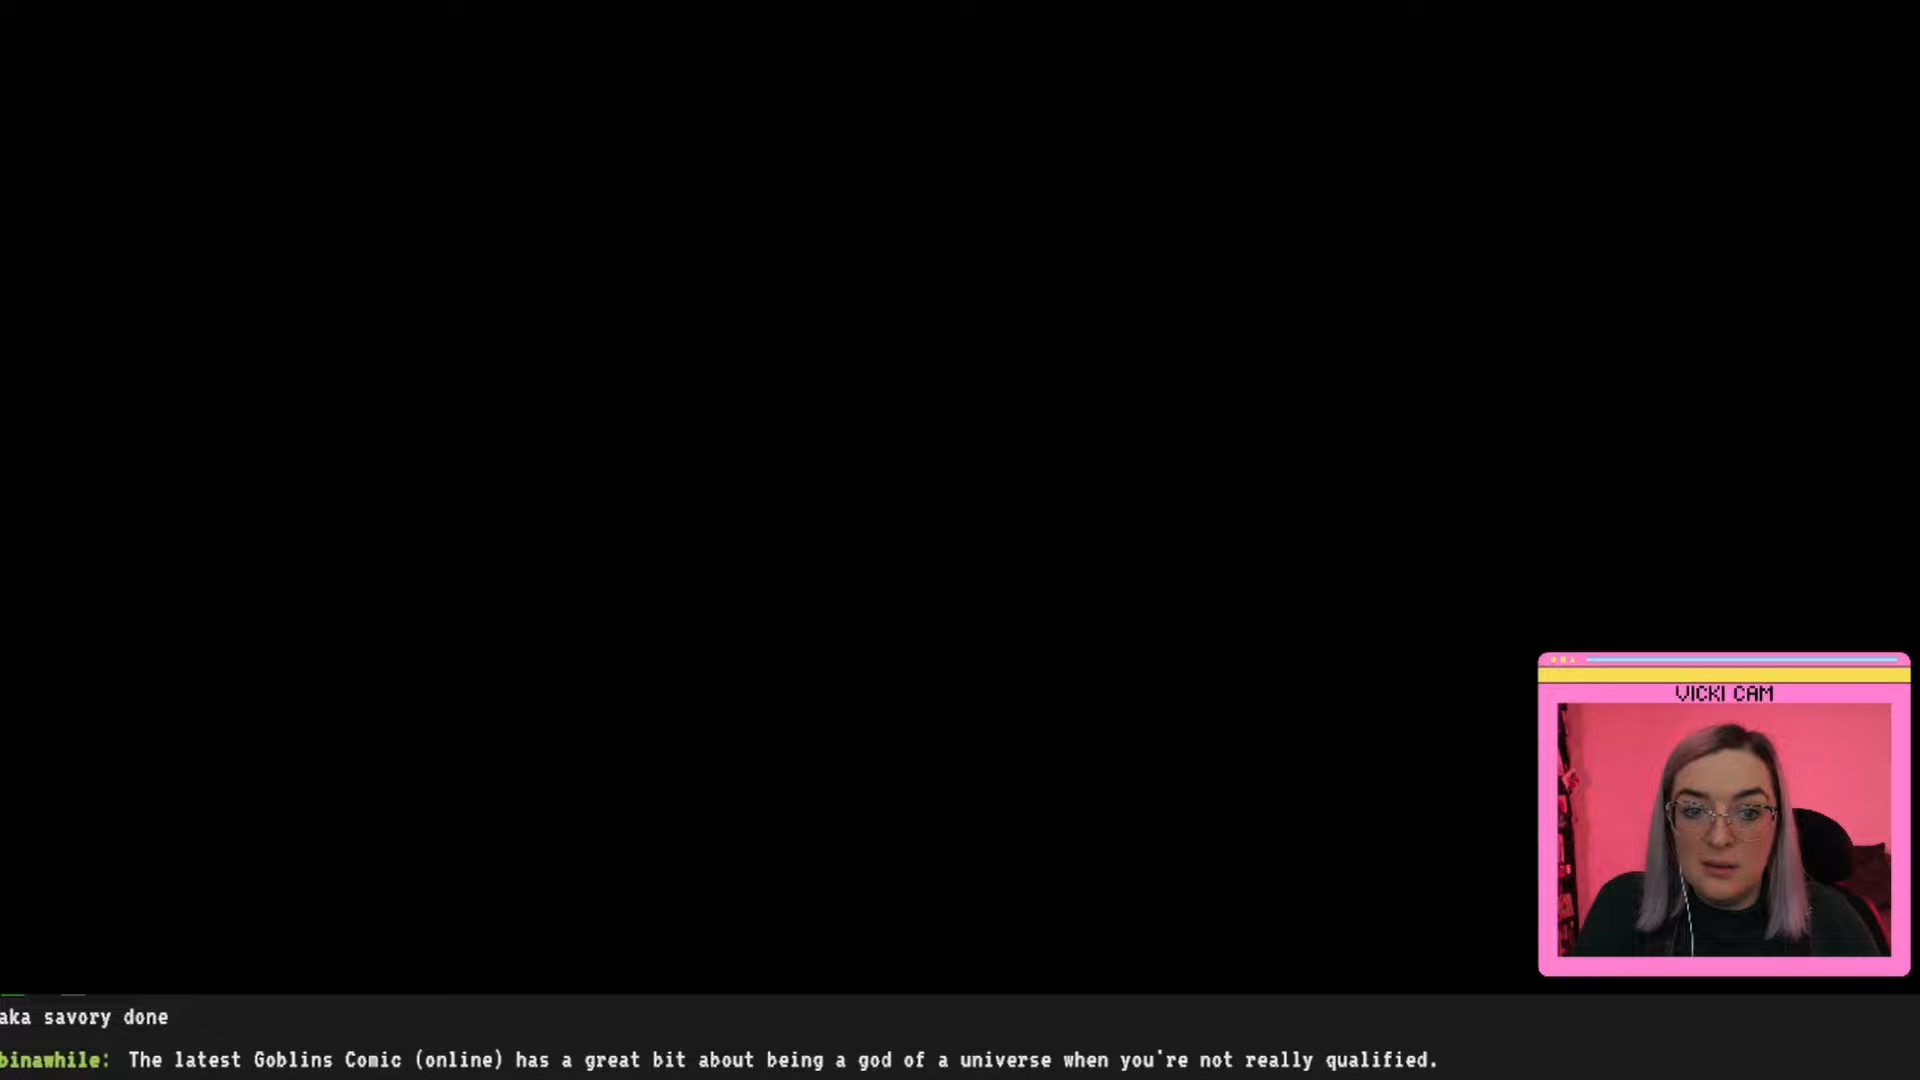 VICKI CAM
aka savory done
binawhile: The latest Goblins Comic (online) has a great bit about being a god of a universe when you're not really qualified.